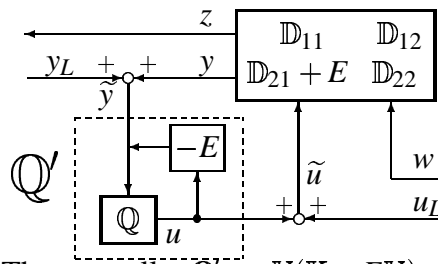 z 𝔻₁₁ 𝔻₁₂
y_L + + y 𝔻₂₁ + E 𝔻₂₂
ỹ
ℚ′ −E w
ũ
ℚ u + + u_L